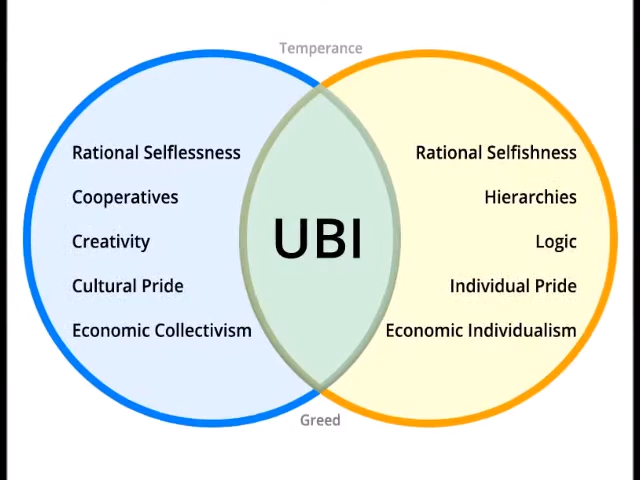 Temperance
Rational Selflessness
Cooperatives
Creativity
Cultural Pride
Economic Collectivism
UBI
Rational Selfishness
Hierarchies
Logic
Individual Pride
Economic Individualism
Greed